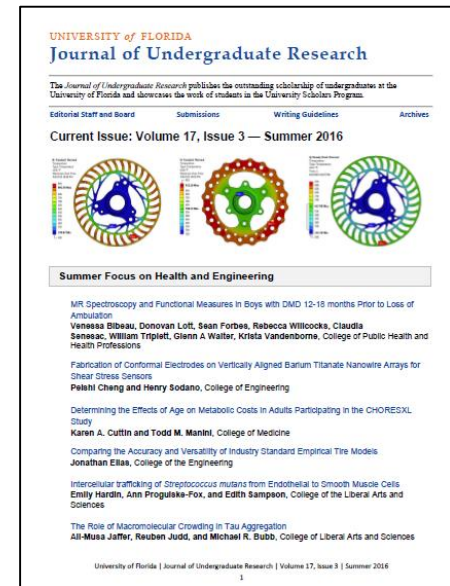 UNIVERSITY of FLORIDA
Journal of Undergraduate Research
The Journal of Undergraduate Research publishes the outstanding scholarship of undergraduates at the
University of Florida and showcases the work of students in the University Scholars Program.
Editorial Staff and Board Submissions Writing Guidelines Archives
Current Issue: Volume 17, Issue 3 — Summer 2016
Summer Focus on Health and Engineering
MR Spectroscopy and Functional Measures in Boys with DMD 12-18 months Prior to Loss of
Ambulation
Venessa Bibeau, Donovan Lott, Sean Forbes, Rebecca Willcocks, Claudia
Senesac, William Triplett, Glenn A Walter, Krista Vandenborne, College of Public Health and
Health Professions
Fabrication of Conformal Electrodes on Vertically Aligned Barium Titanate Nanowire Arrays for
Shear Stress Sensors
Peishi Cheng and Henry Sodano, College of Engineering
Determining the Effects of Age on Metabolic Costs in Adults Participating in the CHORESXL
Study
Karen A. Cuttin and Todd M. Manini, College of Medicine
Comparing the Accuracy and Versatility of Industry Standard Empirical Tire Models
Jonathan Elias, College of the Engineering
Intercellular trafficking of Streptococcus mutans from Endothelial to Smooth Muscle Cells
Emily Hardin, Ann Progulske-Fox, and Edith Sampson, College of the Liberal Arts and
Sciences
The Role of Macromolecular Crowding in Tau Aggregation
Ali-Musa Jaffer, Reuben Judd, and Michael R. Bubb, College of Liberal Arts and Sciences
University of Florida | Journal of Undergraduate Research | Volume 17, Issue 3 | Summer 2016
1